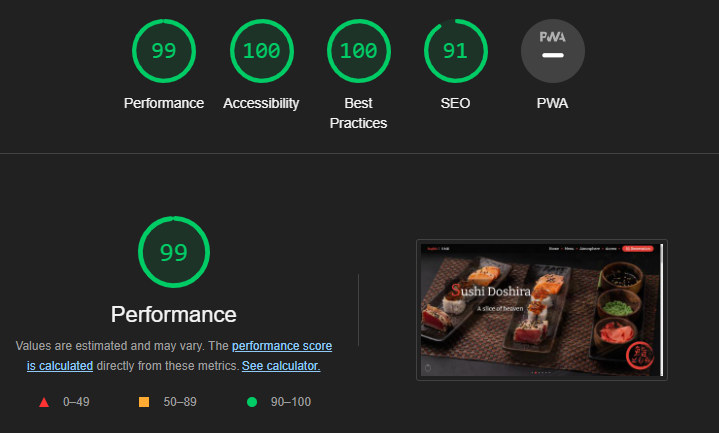 99
100
100
91
PWA
Performance
Accessibility
Best
Practices
SEO
PWA
99
Performance
Values are estimated and may vary. The performance score
is calculated directly from these metrics. See calculator.
0–49
50–89
90–100
Sushi Doshira
A slice of heaven